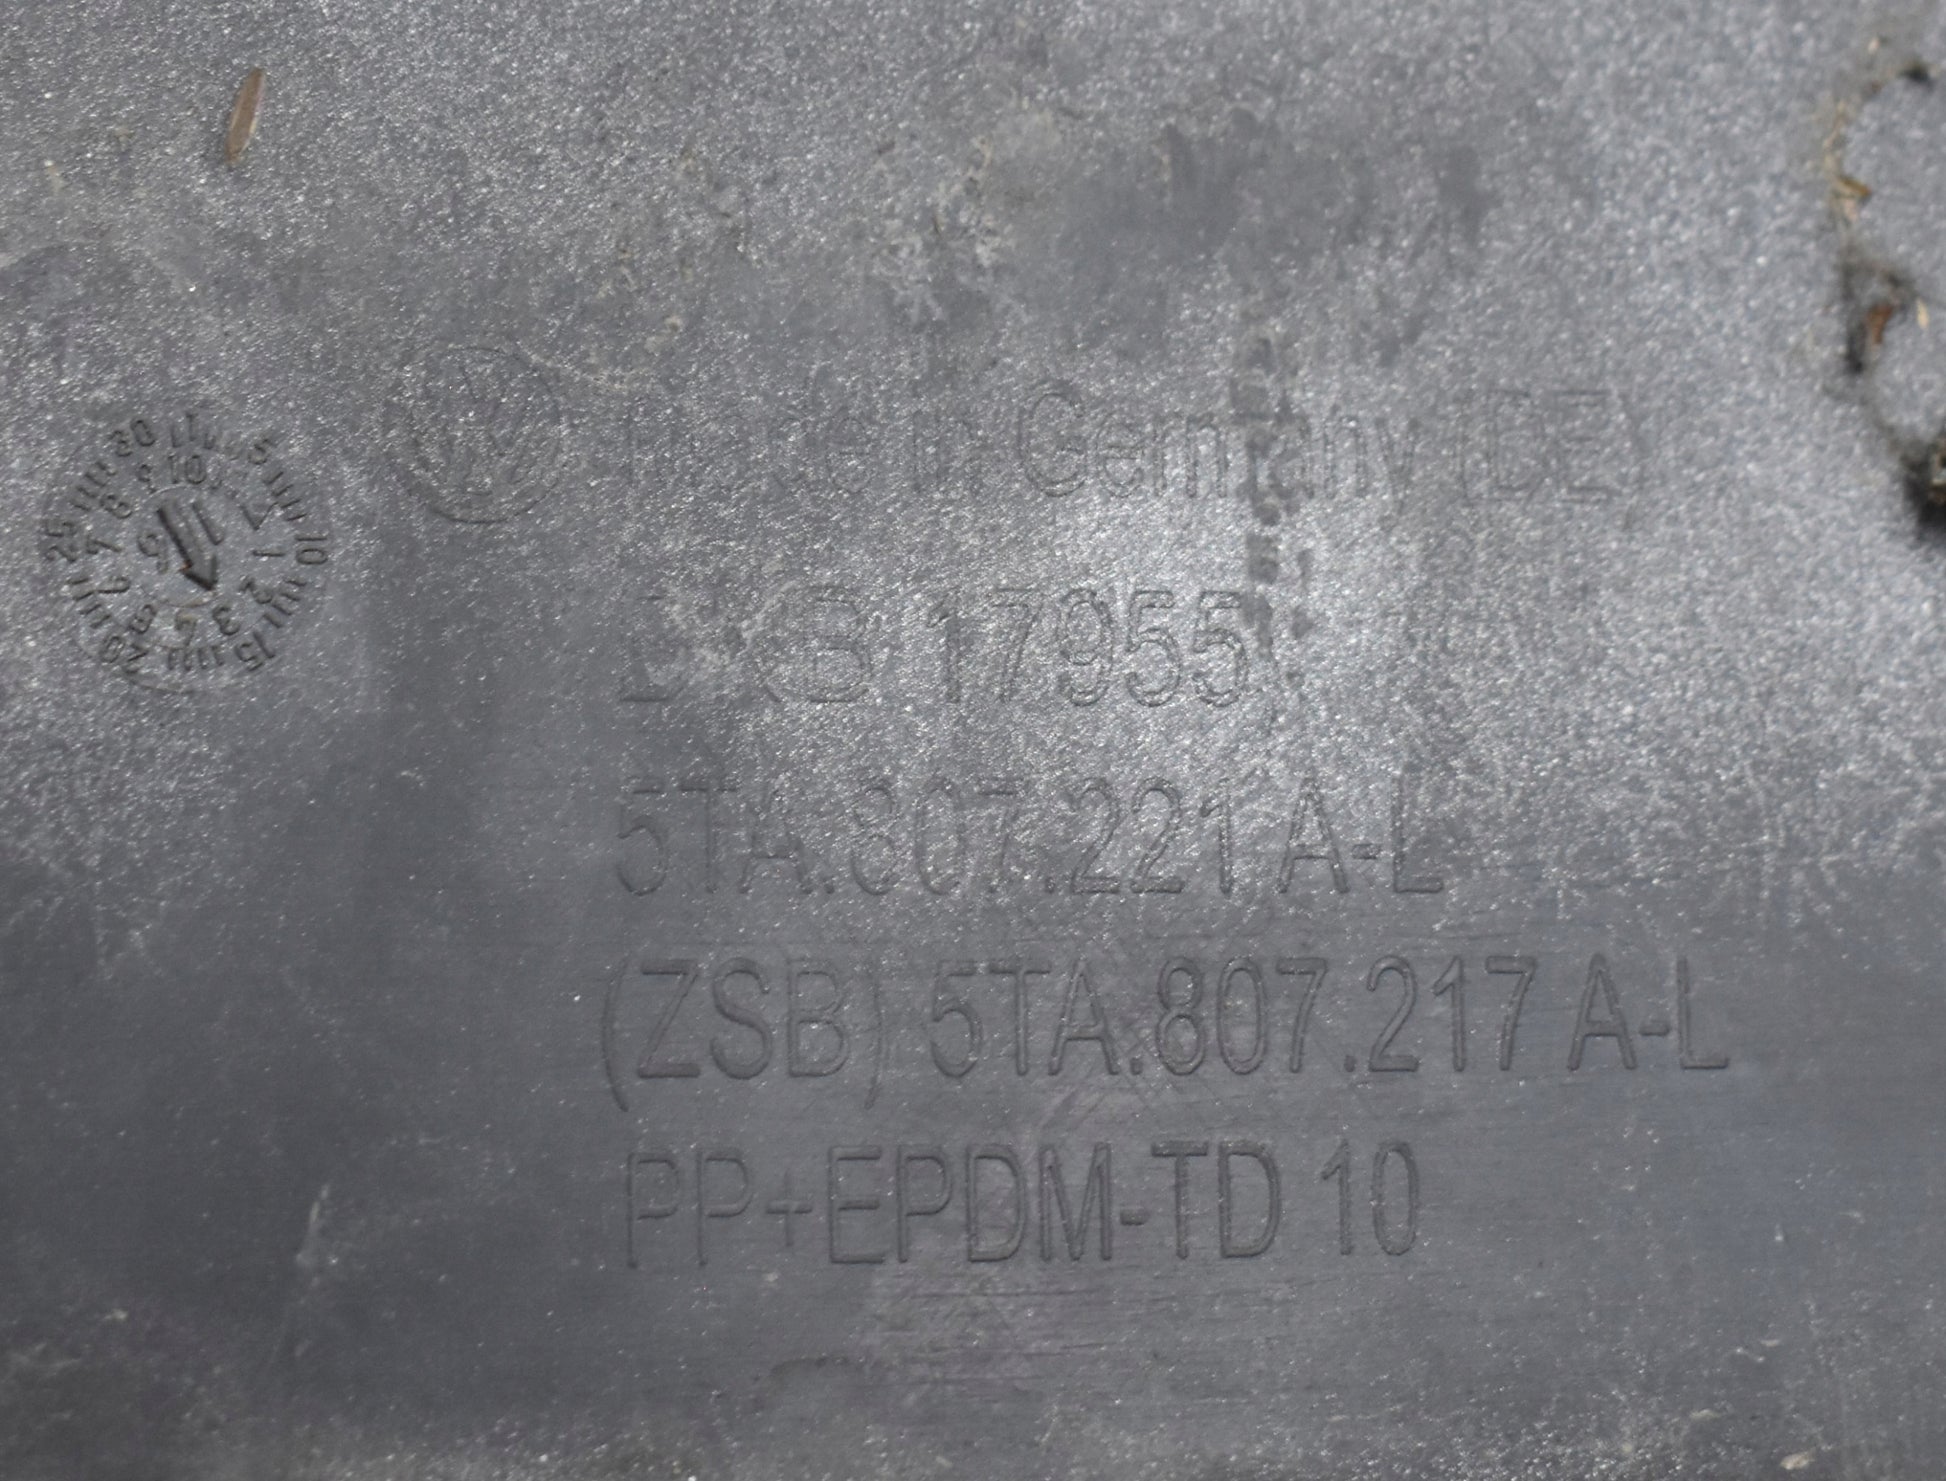 made in Germany (DE)
17955
5TA.807.221 A-L
(ZSB) 5TA.807.217 A-L
PP+EPDM-TD 10